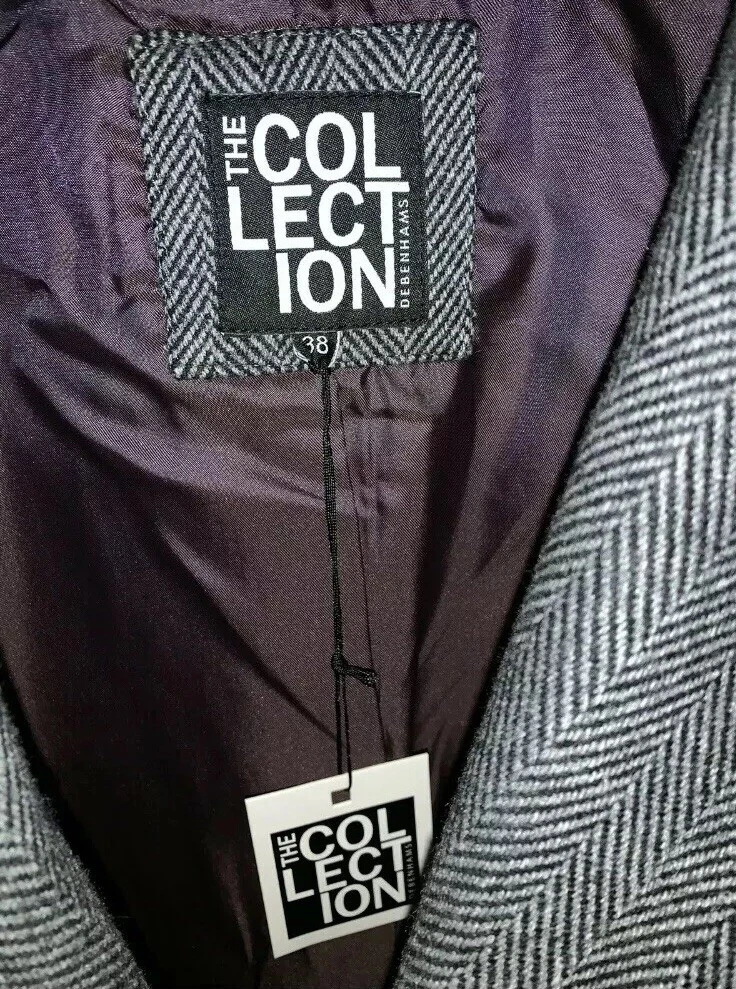 THE
COL
LECT
ION
DEBENHAMS
38
THE
COL
LECT
ION
DEBENHAMS